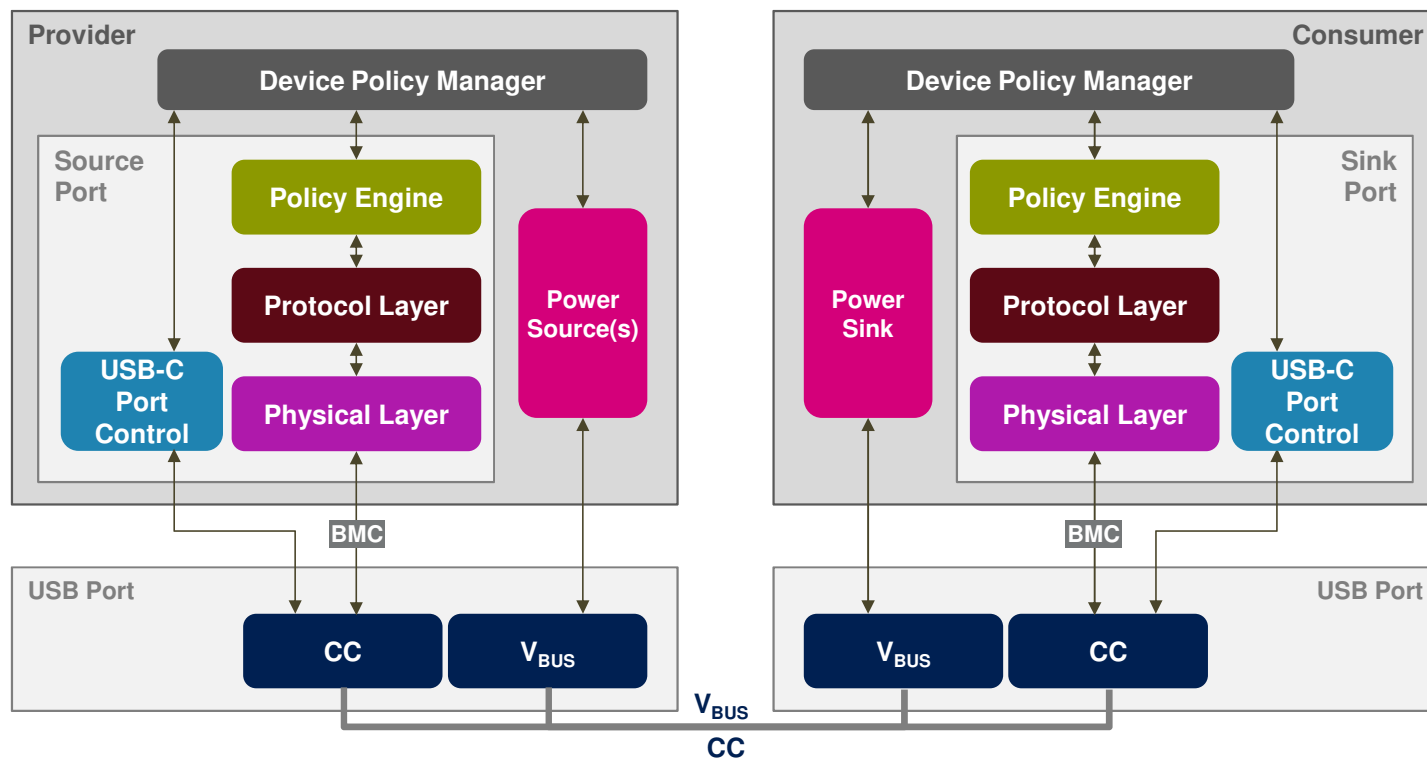 Provider
Device Policy Manager
Source
Port
Policy Engine
Protocol Layer
Power
Source(s)
USB-C
Port
Control
Physical Layer
BMC
USB Port
CC
VBUS
Consumer
Device Policy Manager
Sink
Port
Policy Engine
Protocol Layer
Power
Sink
USB-C
Port
Control
Physical Layer
BMC
USB Port
VBUS
CC
VBUS
CC